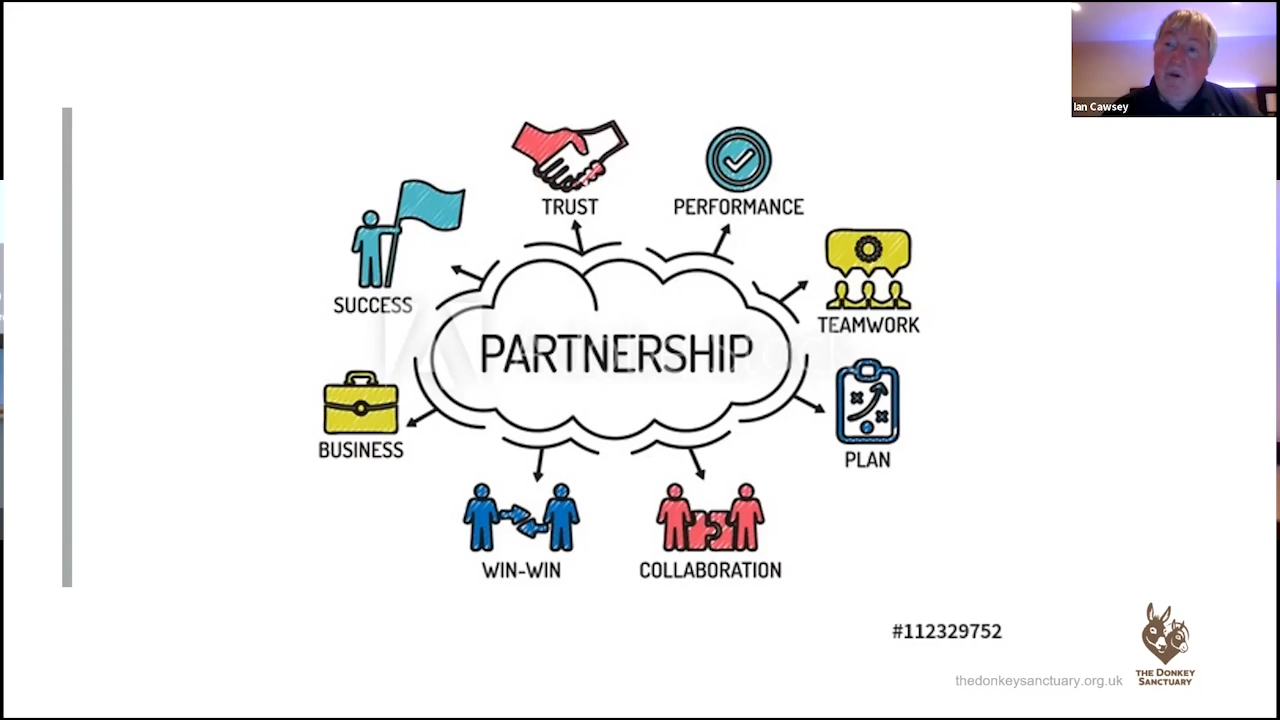 Ian Cawsey
TRUST
PERFORMANCE
SUCCESS
TEAMWORK
PARTNERSHIP
BUSINESS
PLAN
WIN-WIN
COLLABORATION
#112329752
thedonkeysanctuary.org.uk
THE DONKEY
SANCTUARY